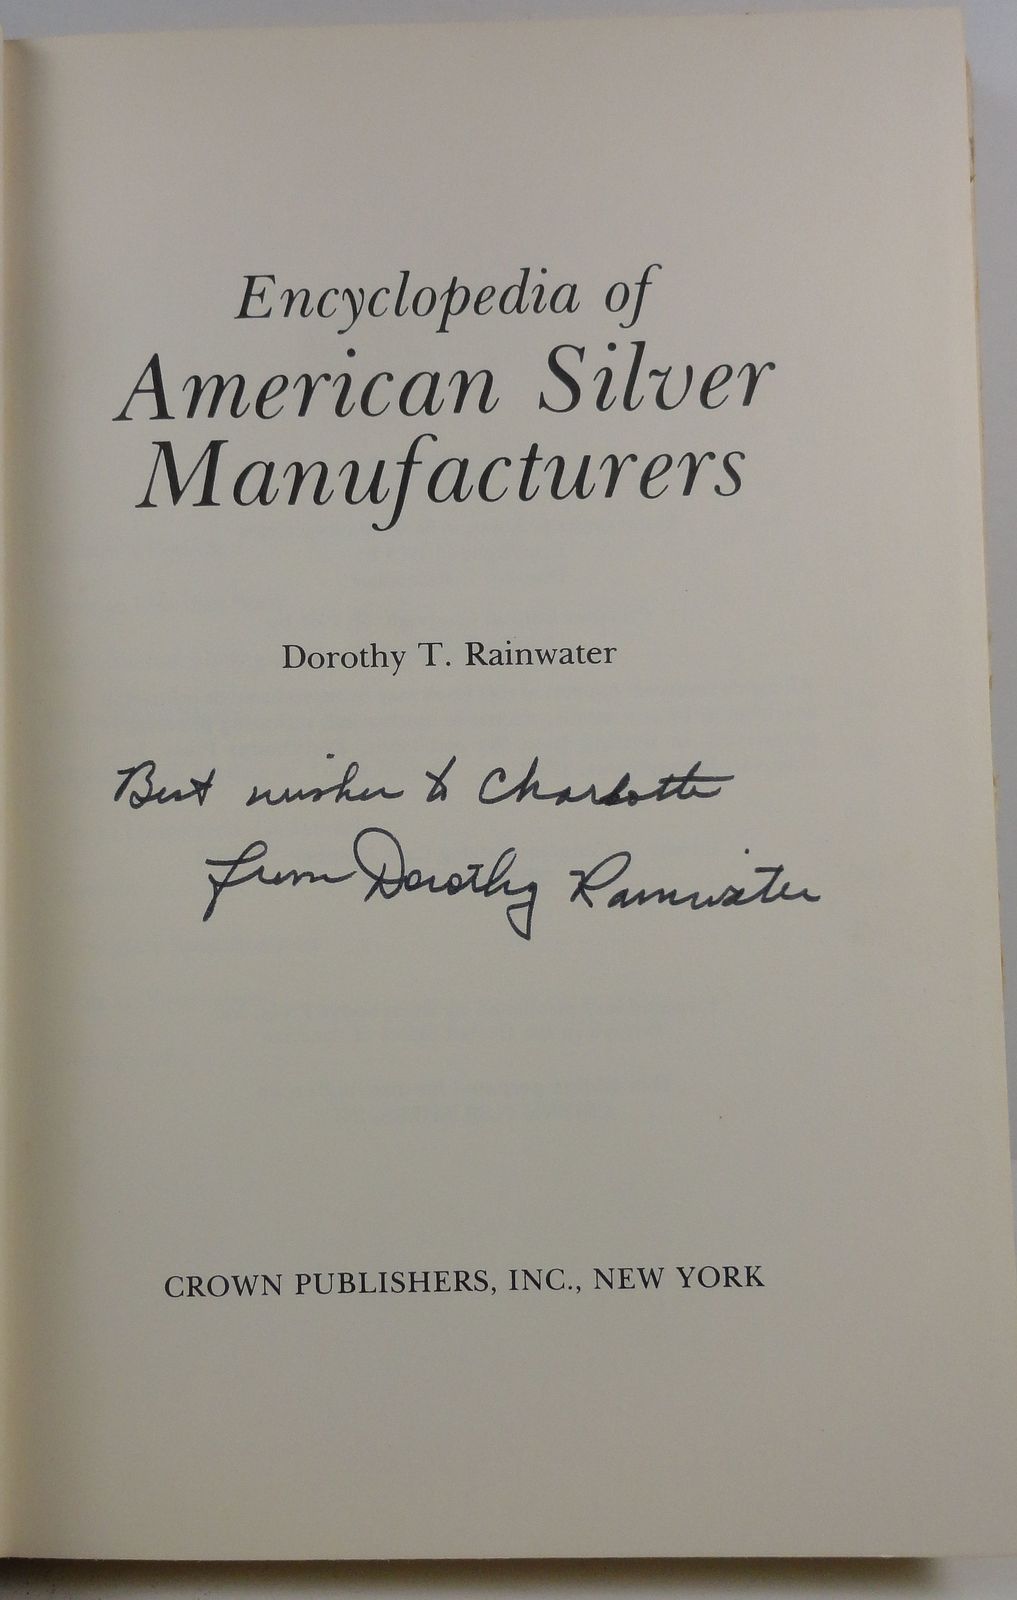 Encyclopedia of
American Silver
Manufacturers
Dorothy T. Rainwater
Best wishes to Charlotte
from Dorothy Rainwater
CROWN PUBLISHERS, INC., NEW YORK